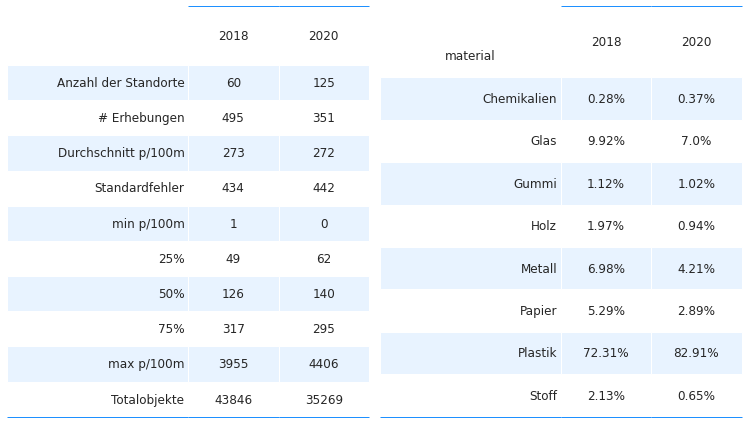 2018 2020
Anzahl der Standorte 60 125
# Erhebungen 495 351
Durchschnitt p/100m 273 272
Standardfehler 434 442
min p/100m 1 0
25% 49 62
50% 126 140
75% 317 295
max p/100m 3955 4406
Totalobjekte 43846 35269
2018 2020
material
Chemikalien 0.28% 0.37%
Glas 9.92% 7.0%
Gummi 1.12% 1.02%
Holz 1.97% 0.94%
Metall 6.98% 4.21%
Papier 5.29% 2.89%
Plastik 72.31% 82.91%
Stoff 2.13% 0.65%